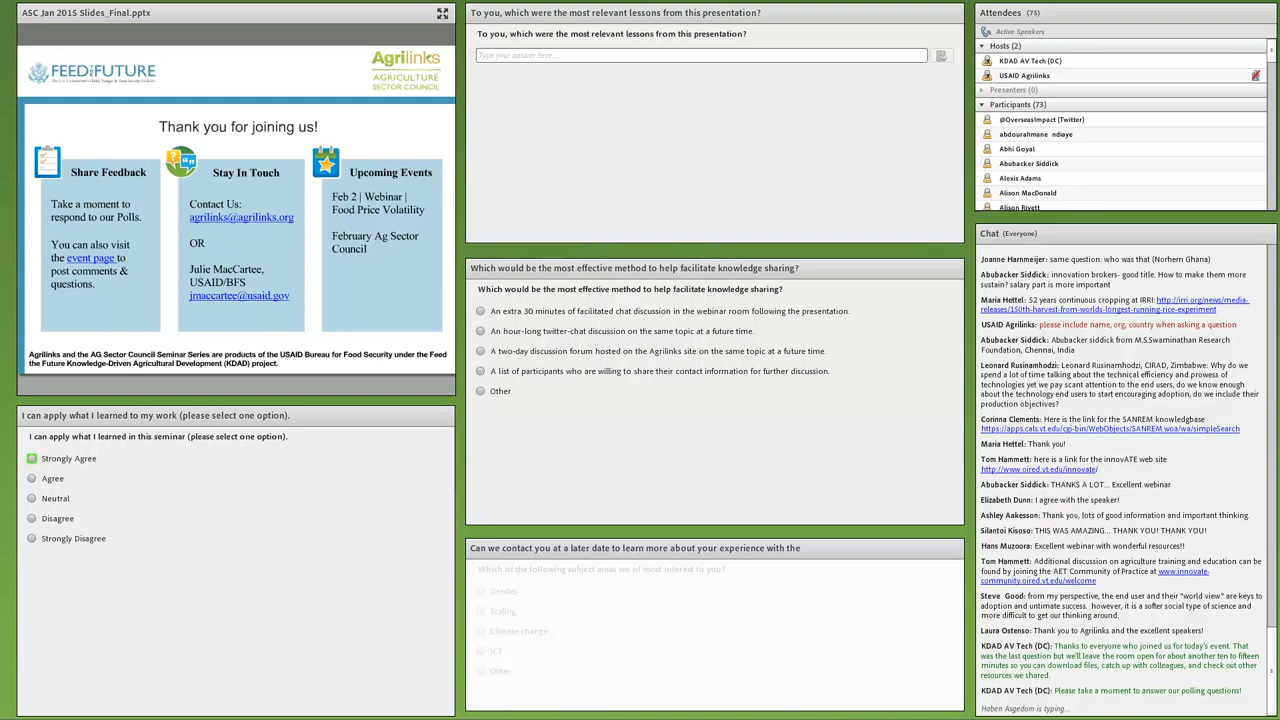 ASC Jan 2015 Slides_Final.pptx
FEED THE FUTURE
Agrilinks
AGRICULTURE
SECTOR COUNCIL
Thank you for joining us!
Share Feedback
Take a moment to
respond to our Polls.
You can also visit
the event page to
post comments &
questions.
Stay In Touch
Contact Us:
agrilinks@agrilinks.org
OR
Julie MacCartee,
USAID/BFS
jmaccartee@usaid.gov
Upcoming Events
Feb 2 | Webinar |
Food Price Volatility
February Ag Sector
Council
Agrilinks and the AG Sector Council Seminar Series are products of the USAID Bureau for Food Security under the Feed
the Future Knowledge-Driven Agricultural Development (KDAD) project.
I can apply what I learned to my work (please select one option).
I can apply what I learned in this seminar (please select one option).
Strongly Agree
Agree
Neutral
Disagree
Strongly Disagree
To you, which were the most relevant lessons from this presentation?
To you, which were the most relevant lessons from this presentation?
Type your answer here..
Which would be the most effective method to help facilitate knowledge sharing?
Which would be the most effective method to help facilitate knowledge sharing?
An extra 30 minutes of facilitated chat discussion in the webinar room following the presentation.
An hour-long twitter-chat discussion on the same topic at a future time.
A two-day discussion forum hosted on the Agrilinks site on the same topic at a future time.
A list of participants who are willing to share their contact information for further discussion.
Other
Can we contact you at a later date to learn more about your experience with the
Which of the following subject areas are of most interest to you?
Gender
Scaling
Climate change
ICT
Other
Attendees (75)
Active Speakers
Hosts (2)
KDAD AV Tech (DC)
USAID Agrilinks
Presenters (0)
Participants (73)
@OverseasImpact (Twitter)
abdourahmane ndiaye
Abhi Goyal
Abubacker Siddick
Alexis Adams
Alison MacDonald
Alison Rivett
Chat (Everyone)
Joanne Harnmeijer: same question: who was that (Norhern Ghana)
Abubacker Siddick: innovation brokers- good title. How to make them more
sustain? salary part is more important
Maria Hettel: 52 years continuous cropping at IRRI: http://irri.org/news/media-
releases/150th-harvest-from-worlds-longest-running-rice-experiment
USAID Agrilinks: please include name, org, country when asking a question
Abubacker Siddick: Abubacker siddick from M.S.Swaminathan Research
Foundation, Chennai, India
Leonard Rusinamhodzi: Leonard Rusinamhodzi, CIRAD, Zimbabwe: Why do we
spend a lot of time talking about the technical efficiency and prowess of
technologies yet we pay scant attention to the end users, do we know enough
about the technology end users to start encouraging adoption, do we include their
production objectives?
Corinna Clements: Here is the link for the SANREM knowledgbase
https://apps.cals.vt.edu/cgi-bin/WebObjects/SANREM.woa/wa/simpleSearch
Maria Hettel: Thank you!
Tom Hammett: here is a link for the innovATE web site
http://www.oired.vt.edu/innovate/
Abubacker Siddick: THANKS A LOT... Excellent webinar
Elizabeth Dunn: I agree with the speaker!
Ashley Aakesson: Thank you, lots of good information and important thinking.
Silantoi Kisoso: THIS WAS AMAZING... THANK YOU! THANK YOU!
Hans Muzoora: Excellent webinar with wonderful resources!!
Tom Hammett: Additional discussion on agriculture training and education can be
found by joining the AET Community of Practice at www.innovate-
community.oired.vt.edu/welcome
Steve Good: from my perspective, the end user and their "world view" are keys to
adoption and untimate success. however, it is a softer social type of science and
more difficult to get our thinking around.
Laura Ostenso: Thank you to Agrilinks and the excellent speakers!
KDAD AV Tech (DC): Thanks to everyone who joined us for today's event. That
was the last question but we'll leave the room open for about another ten to fifteen
minutes so you can download files, catch up with colleagues, and check out other
resources we shared.
KDAD AV Tech (DC): Please take a moment to answer our polling questions!
Haben Asgedom is typing...